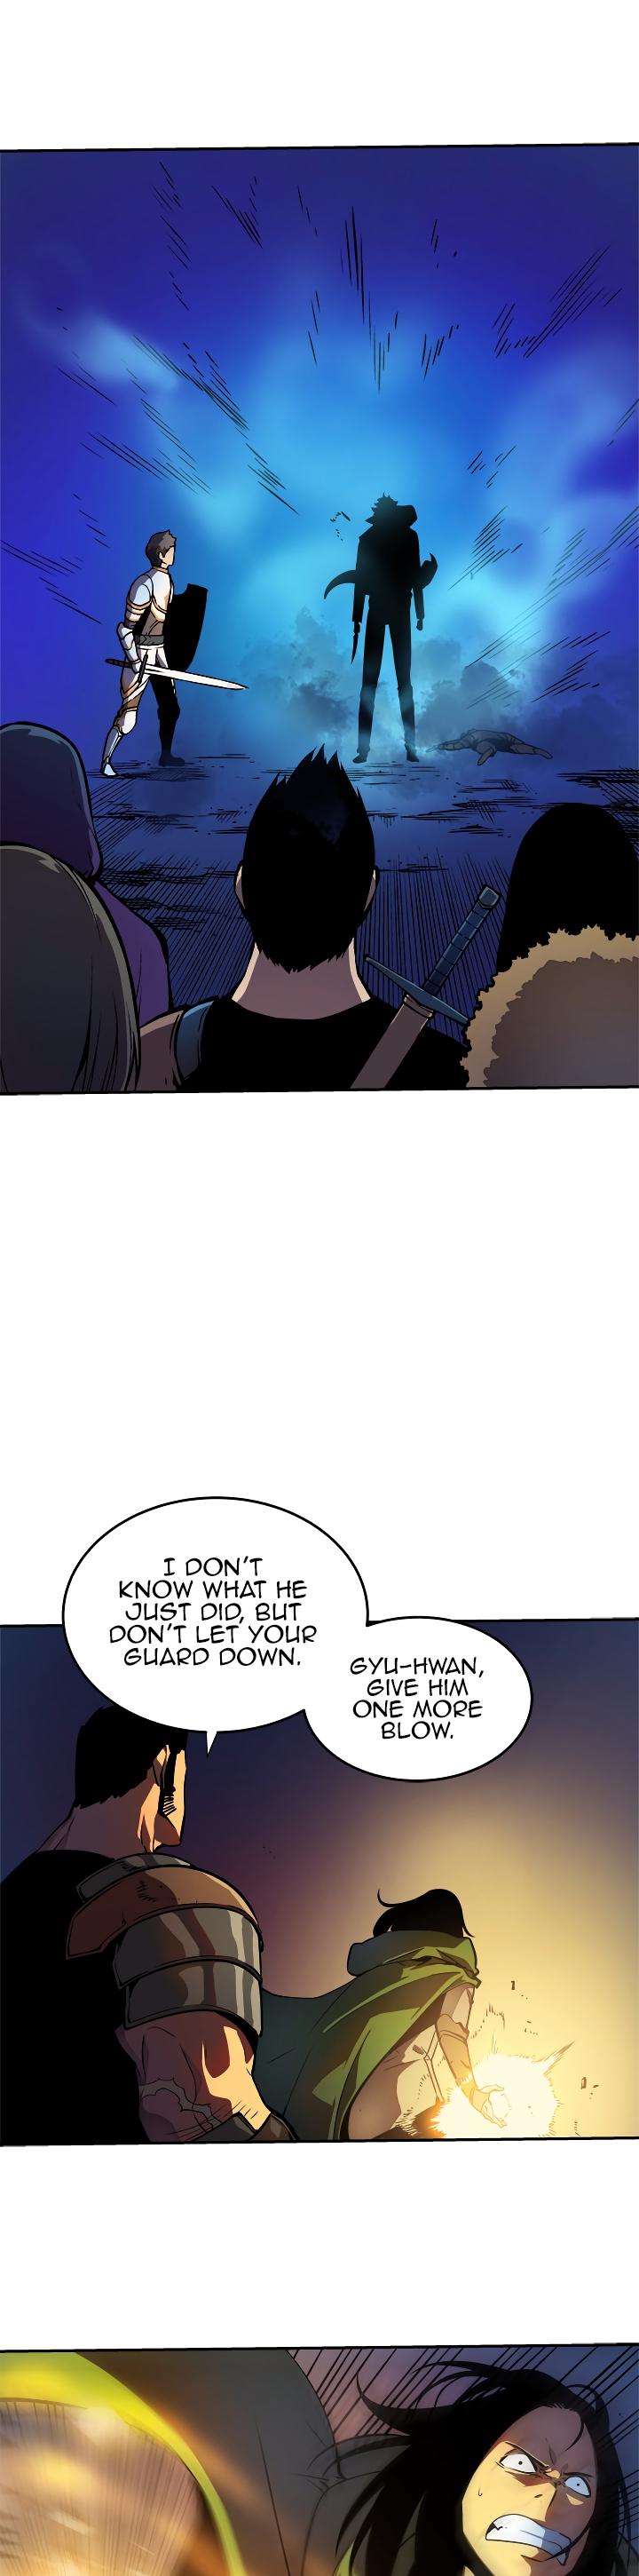 I DON'T
KNOW WHAT HE
JUST DID, BUT
DON'T LET YOUR
GUARD DOWN.
GYU-HWAN,
GIVE HIM
ONE MORE
BLOW.